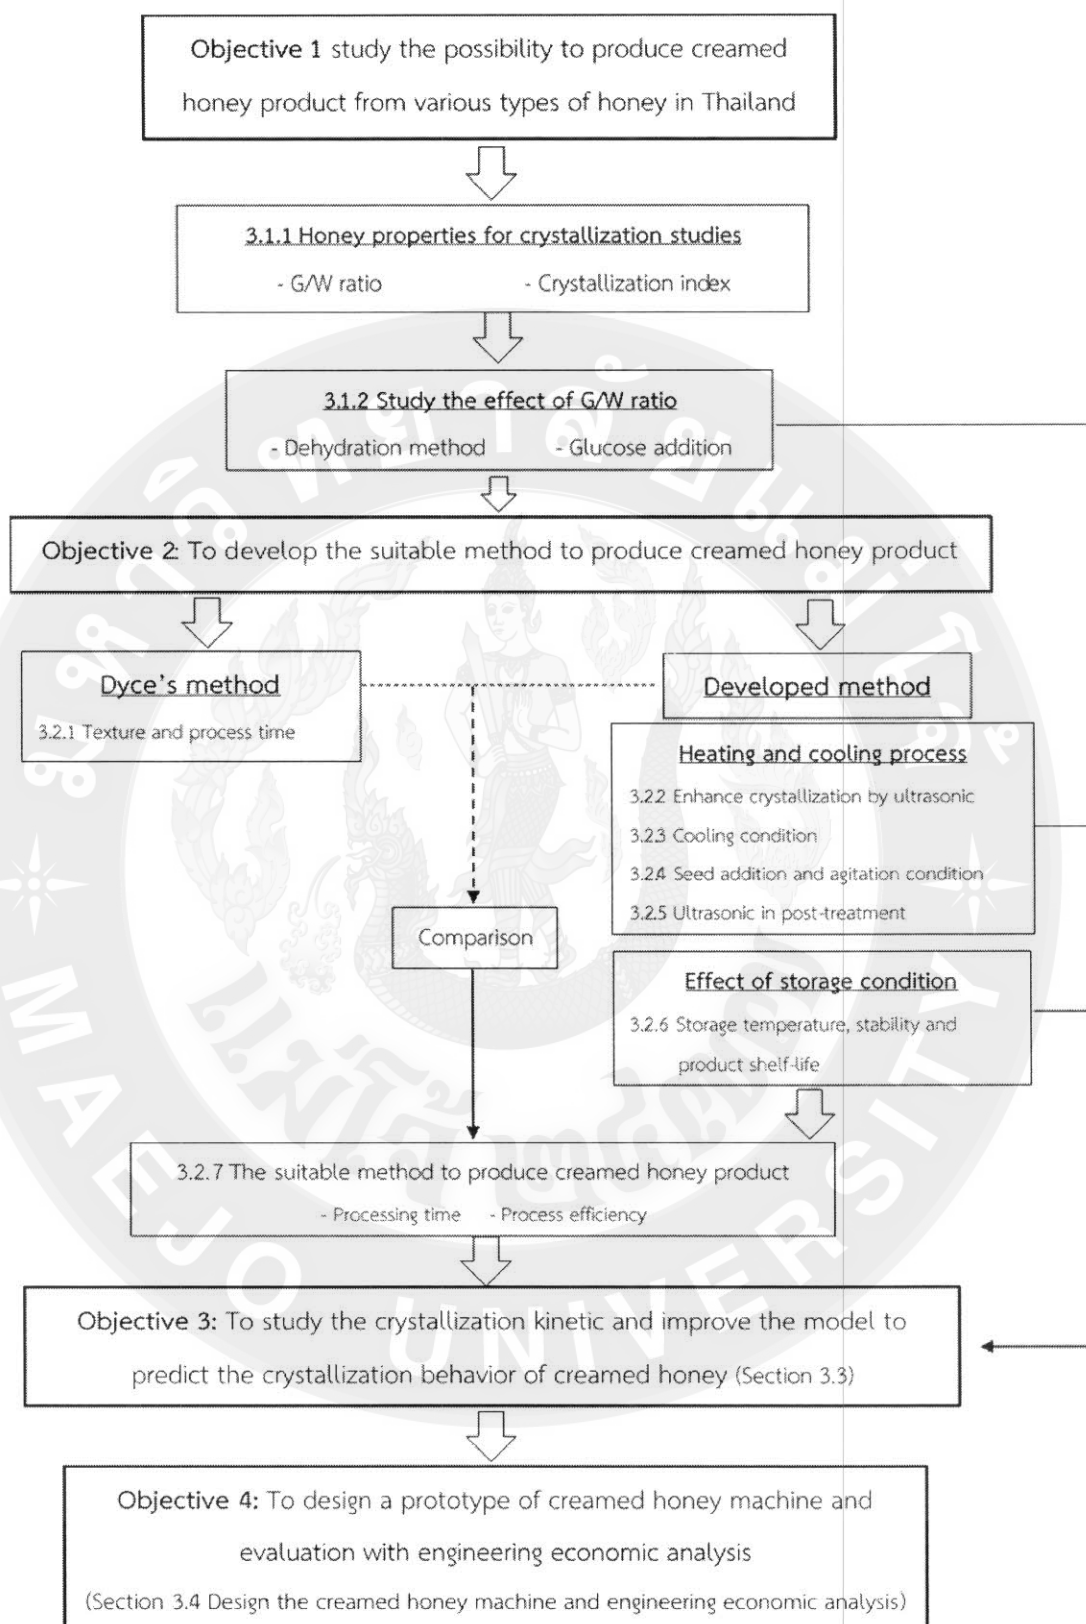 Objective 1 study the possibility to produce creamed
honey product from various types of honey in Thailand
3.1.1 Honey properties for crystallization studies
- G/W ratio - Crystallization index
3.1.2 Study the effect of G/W ratio
- Dehydration method - Glucose addition
Objective 2: To develop the suitable method to produce creamed honey product
Dyce's method
3.2.1 Texture and process time
Developed method
Heating and cooling process
3.2.2 Enhance crystallization by ultrasonic
3.2.3 Cooling condition
3.2.4 Seed addition and agitation condition
3.2.5 Ultrasonic in post-treatment
Comparison
Effect of storage condition
3.2.6 Storage temperature, stability and
product shelf-life
3.2.7 The suitable method to produce creamed honey product
- Processing time - Process efficiency
Objective 3: To study the crystallization kinetic and improve the model to
predict the crystallization behavior of creamed honey (Section 3.3)
Objective 4: To design a prototype of creamed honey machine and
evaluation with engineering economic analysis
(Section 3.4 Design the creamed honey machine and engineering economic analysis)
MAEJO UNIVERSITY